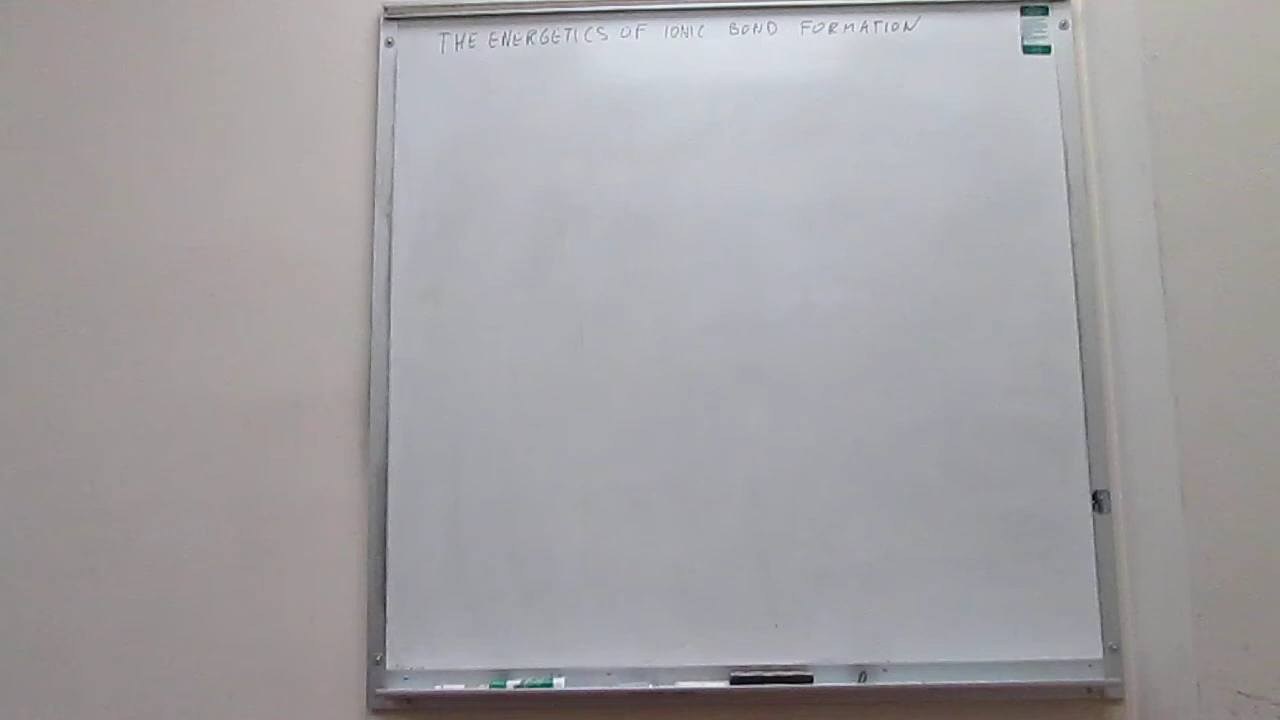 THE ENERGETICS OF IONIC BOND FORMATION